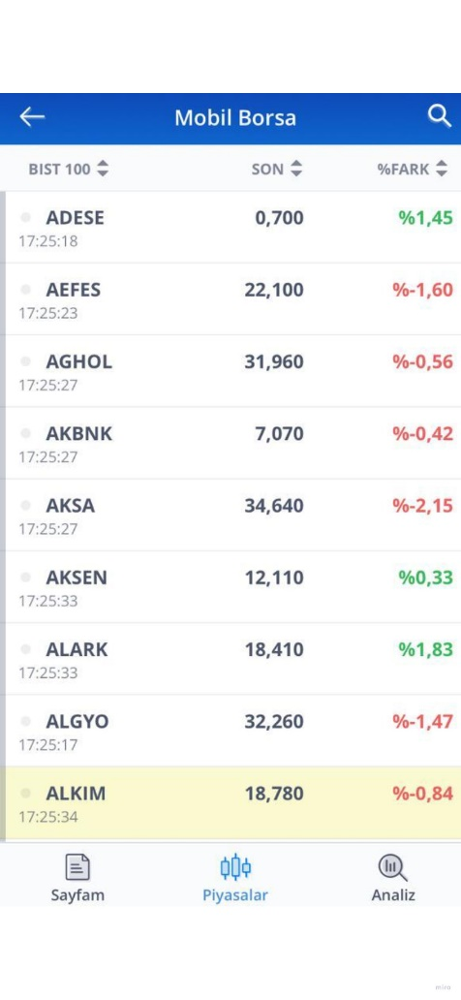 Mobil Borsa
BIST 100 SON %FARK
ADESE 0,700 %1,45
17:25:18
AEFES 22,100 %-1,60
17:25:23
AGHOL 31,960 %-0,56
17:25:27
AKBNK 7,070 %-0,42
17:25:27
AKSA 34,640 %-2,15
17:25:27
AKSEN 12,110 %0,33
17:25:33
ALARK 18,410 %1,83
17:25:33
ALGYO 32,260 %-1,47
17:25:17
ALKIM 18,780 %-0,84
17:25:34
Sayfam Piyasalar Analiz
miro